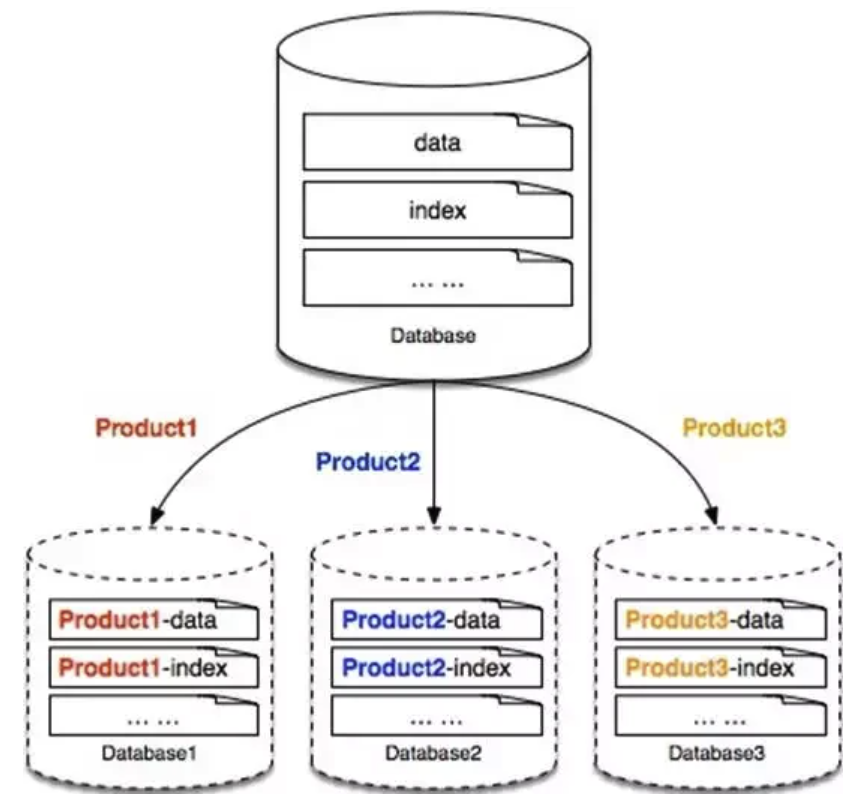 data
index
... ...
Database
Product1
Product2
Product3
Product1-data
Product1-index
... ...
Database1
Product2-data
Product2-index
... ...
Database2
Product3-data
Product3-index
... ...
Database3